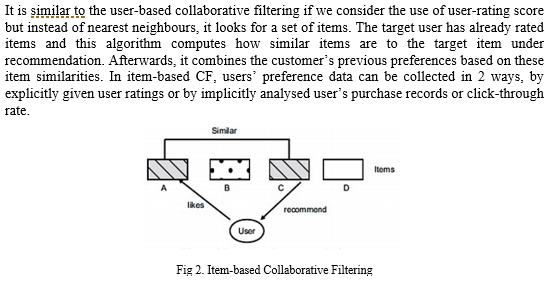 It is similar to the user-based collaborative filtering if we consider the use of user-rating score
but instead of nearest neighbours, it looks for a set of items. The target user has already rated
items and this algorithm computes how similar items are to the target item under
recommendation. Afterwards, it combines the customer's previous preferences based on these
item similarities. In item-based CF, users' preference data can be collected in 2 ways, by
explicitly given user ratings or by implicitly analysed user's purchase records or click-through
rate.
Similar
Items
A B C D
likes recommend
User
Fig 2. Item-based Collaborative Filtering